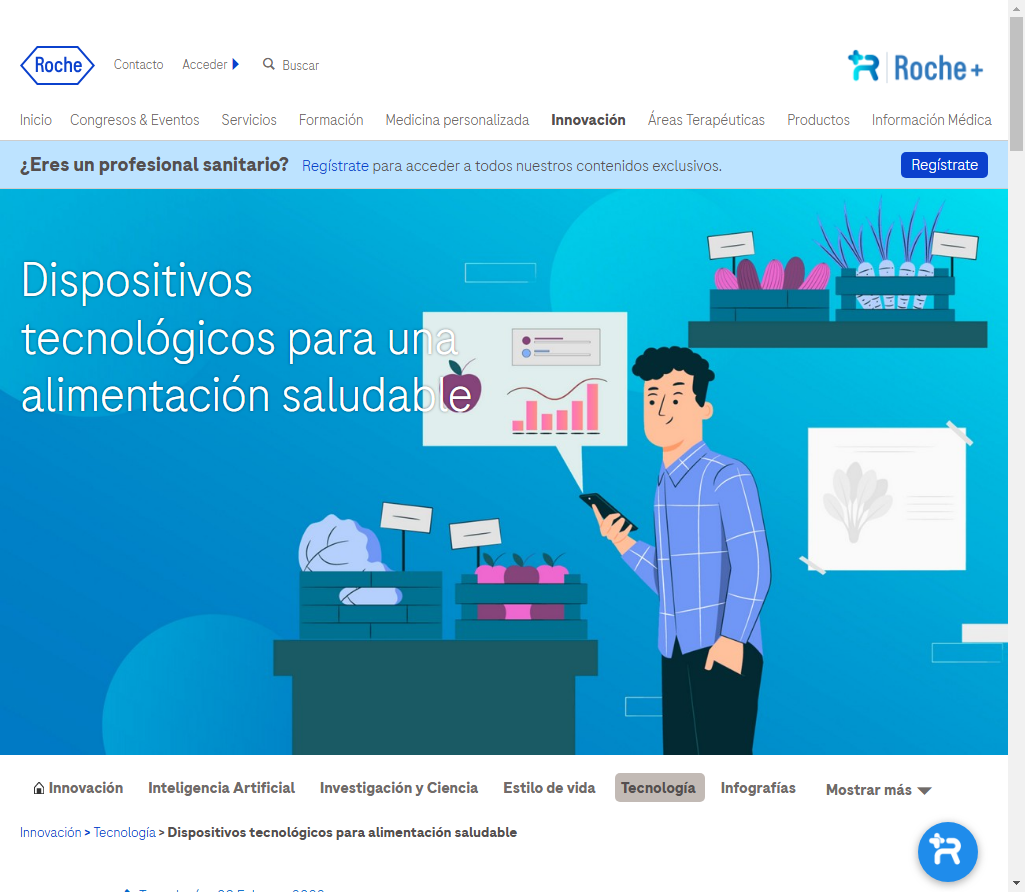 Roche
Contacto
Acceder
Buscar
Roche+
Inicio
Congresos & Eventos
Servicios
Formación
Medicina personalizada
Innovación
Áreas Terapéuticas
Productos
Información Médica
¿Eres un profesional sanitario? Regístrate para acceder a todos nuestros contenidos exclusivos.
Regístrate
Dispositivos
tecnológicos para una
alimentación saludable
Innovación
Inteligencia Artificial
Investigación y Ciencia
Estilo de vida
Tecnología
Infografías
Mostrar más
Innovación > Tecnología > Dispositivos tecnológicos para alimentación saludable